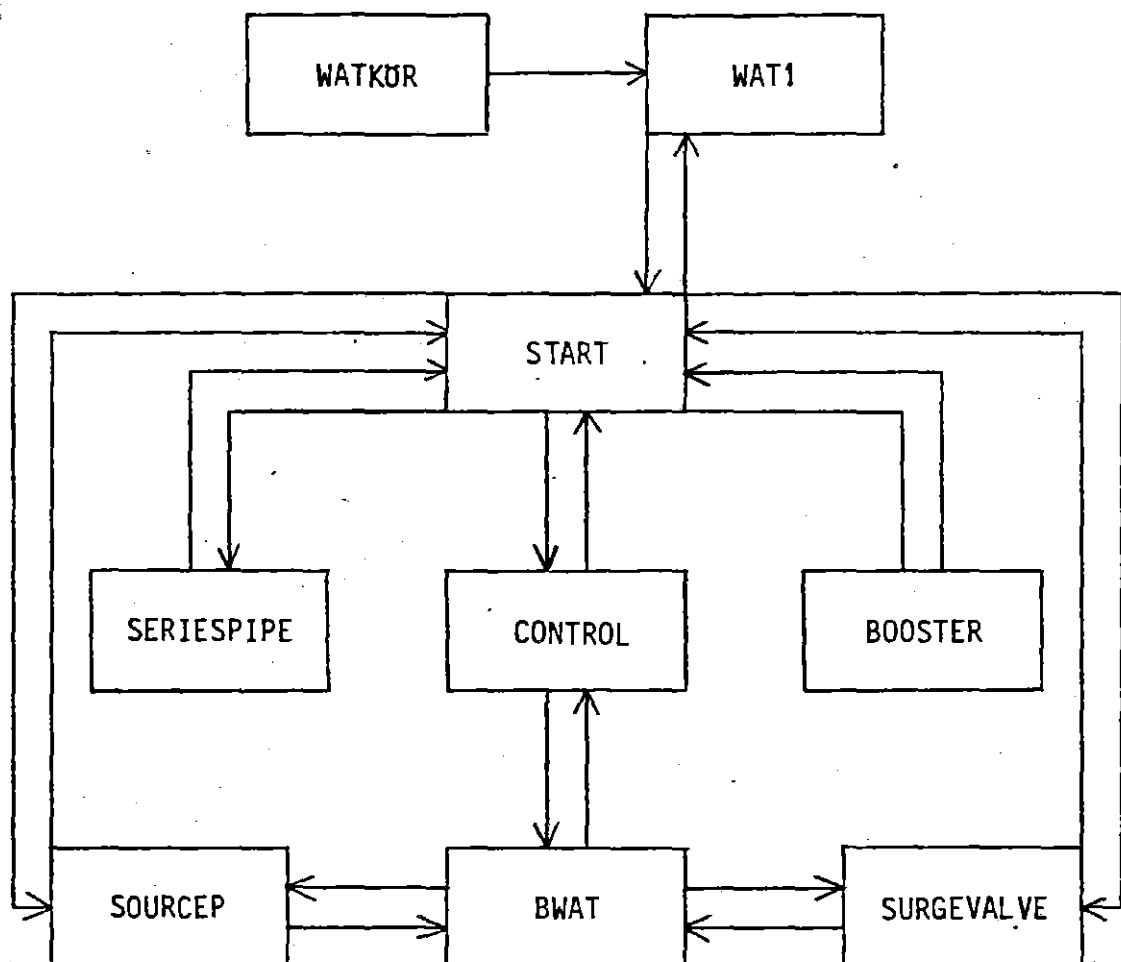 WATKÖR
WAT1
START
SERIESPIPE
CONTROL
BOOSTER
SOURCEP
BWAT
SURGEVALVE